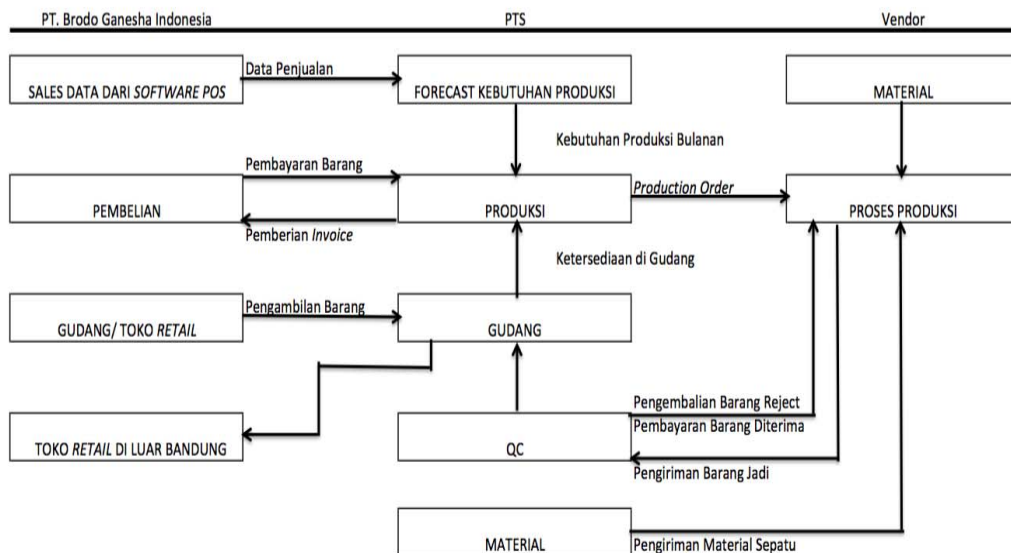 PT. Brodo Ganesha Indonesia
PTS
Vendor
SALES DATA DARI SOFTWARE POS
Data Penjualan
FORECAST KEBUTUHAN PRODUKSI
MATERIAL
Kebutuhan Produksi Bulanan
Pembayaran Barang
PEMBELIAN
PRODUKSI
Production Order
PROSES PRODUKSI
Pemberian Invoice
Ketersediaan di Gudang
Pengambilan Barang
GUDANG/ TOKO RETAIL
GUDANG
Pengembalian Barang Reject
Pembayaran Barang Diterima
TOKO RETAIL DI LUAR BANDUNG
QC
Pengiriman Barang Jadi
MATERIAL
Pengiriman Material Sepatu